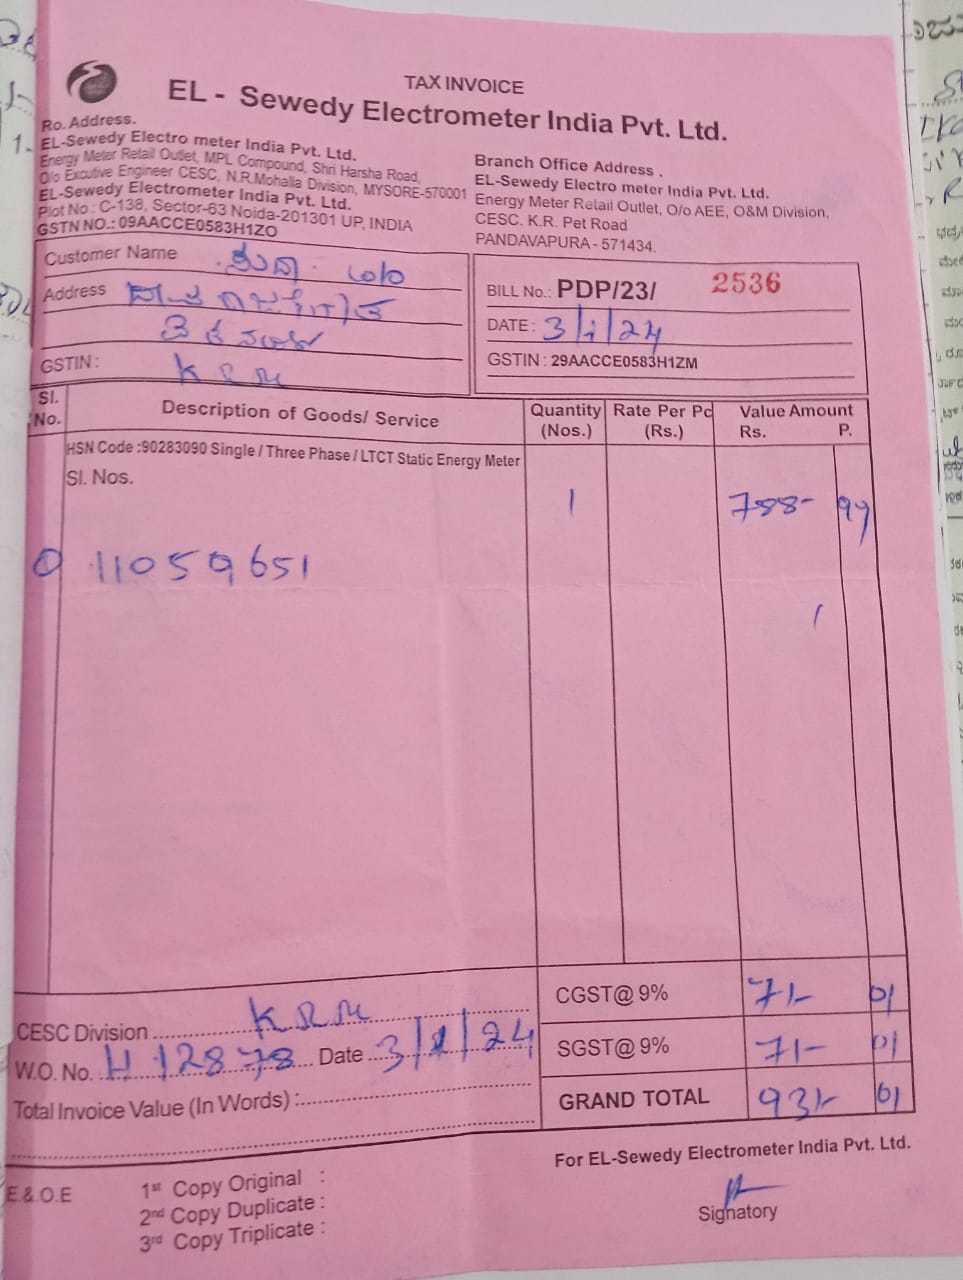 TAX INVOICE
EL - Sewedy Electrometer India Pvt. Ltd.
Ro. Address.
1. EL-Sewedy Electro meter India Pvt. Ltd.
Energy Meter Retail Outlet, MPL Compound, Shri Harsha Road,
O/o Excutive Engineer CESC, N.R.Mohalla Division, MYSORE-570001
EL-Sewedy Electrometer India Pvt. Ltd.
Plot No : C-138, Sector-63 Noida-201301 UP, INDIA
GSTN NO.: 09AACCE0583H1ZO
Branch Office Address .
EL-Sewedy Electro meter India Pvt. Ltd.
Energy Meter Retail Outlet, O/o AEE, O&M Division,
CESC. K.R. Pet Road
PANDAVAPURA - 571434.
Customer Name
Address
GSTIN : K R M
BILL No.: PDP/23/ 2536
DATE : 3/1/24
GSTIN : 29AACCE0583H1ZM
Sl. No. Description of Goods/ Service Quantity (Nos.) Rate Per Pc (Rs.) Value Amount Rs. P.
HSN Code :90283090 Single / Three Phase / LTCT Static Energy Meter
Sl. Nos.
1 788- 99
11059651
CGST@ 9% 71- 01
SGST@ 9% 71- 01
GRAND TOTAL 931- 01
CESC Division K R M
W.O. No. H 12878 Date 3/1/24
Total Invoice Value (In Words) :
For EL-Sewedy Electrometer India Pvt. Ltd.
Signatory
E.& O.E
1st Copy Original :
2nd Copy Duplicate :
3rd Copy Triplicate :